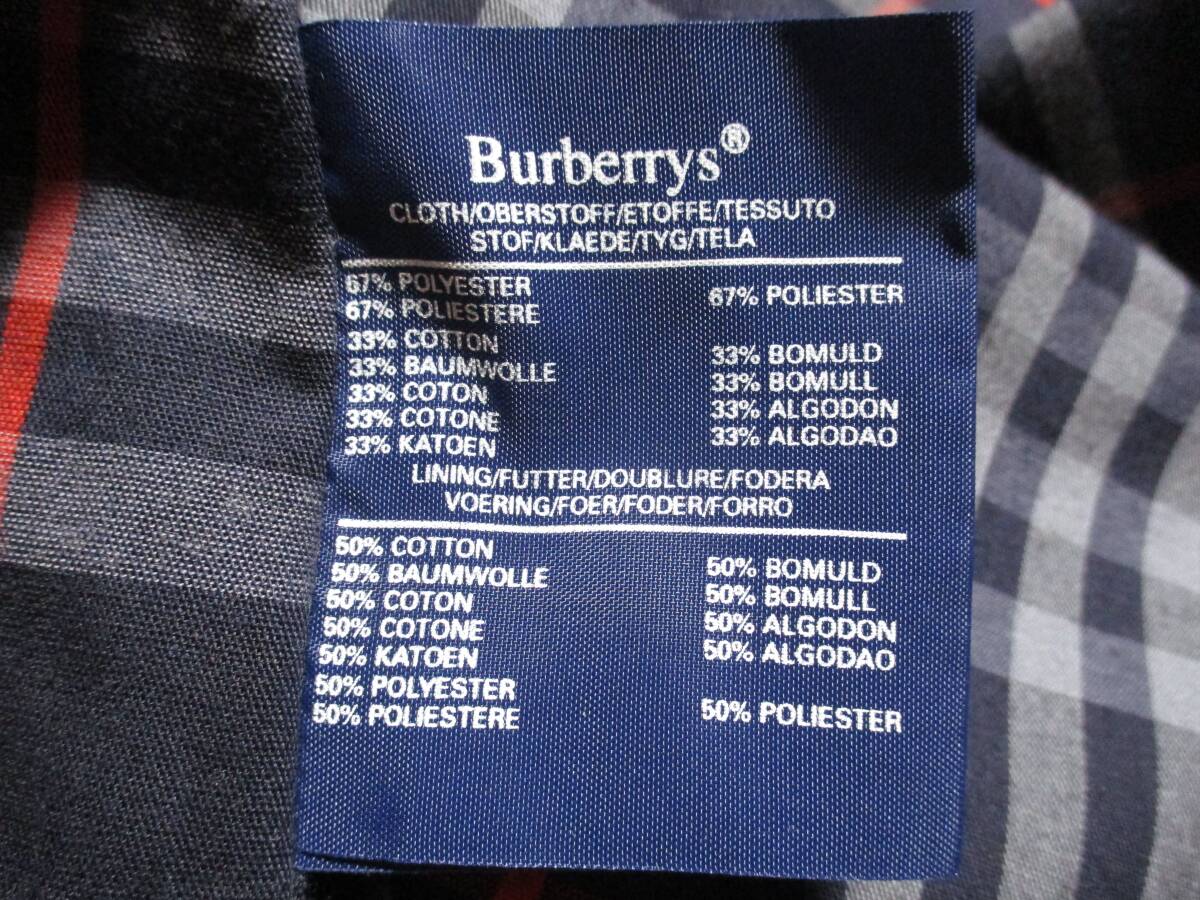 Burberrys®
CLOTH/OBERSTOFF/ETOFFE/TESSUTO
STOF/KLAEDE/TYG/TELA
67% POLYESTER
67% POLIESTERE
67% POLIESTER
33% COTTON
33% BAUMWOLLE
33% COTON
33% COTONE
33% KATOEN
33% BOMULD
33% BOMULL
33% ALGODON
33% ALGODAO
LINING/FUTTER/DOUBLURE/FODERA
VOERING/FOER/FODER/FORRO
50% COTTON
50% BAUMWOLLE
50% COTON
50% COTONE
50% KATOEN
50% POLYESTER
50% POLIESTERE
50% BOMULD
50% BOMULL
50% ALGODON
50% ALGODAO
50% POLIESTER